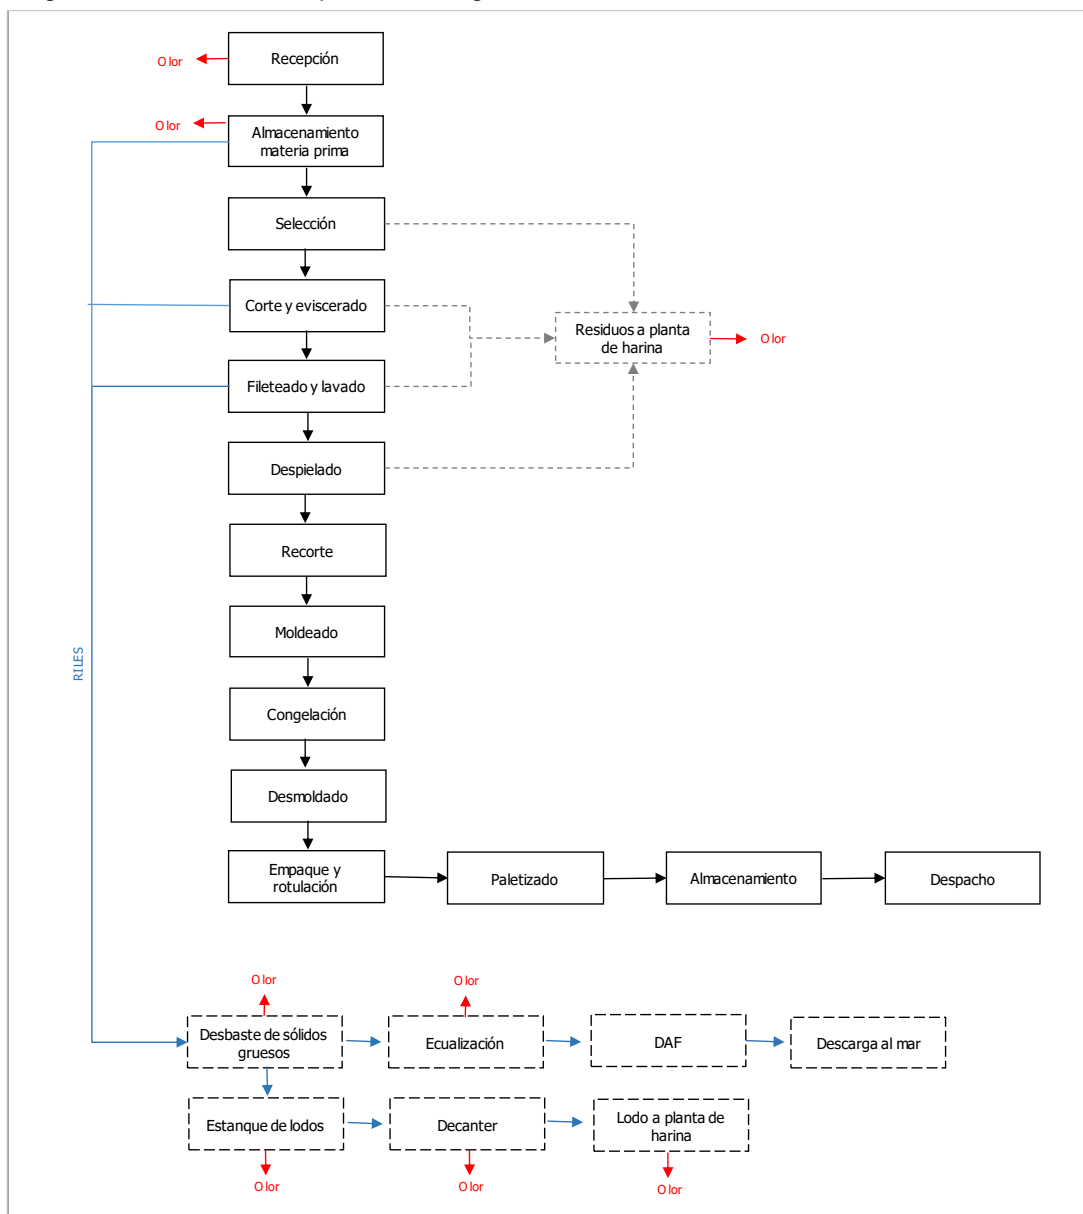 Olor
Recepción
Olor
Almacenamiento
materia prima
Selección
Corte y eviscerado
Residuos a planta
de harina
Olor
Fileteado y lavado
Despielado
Recorte
Moldeado
RILES
Congelación
Desmoldado
Empaque y
rotulación
Paletizado
Almacenamiento
Despacho
Olor
Olor
Desbaste de sólidos
gruesos
Ecualización
DAF
Descarga al mar
Estanque de lodos
Decanter
Lodo a planta de
harina
Olor
Olor
Olor